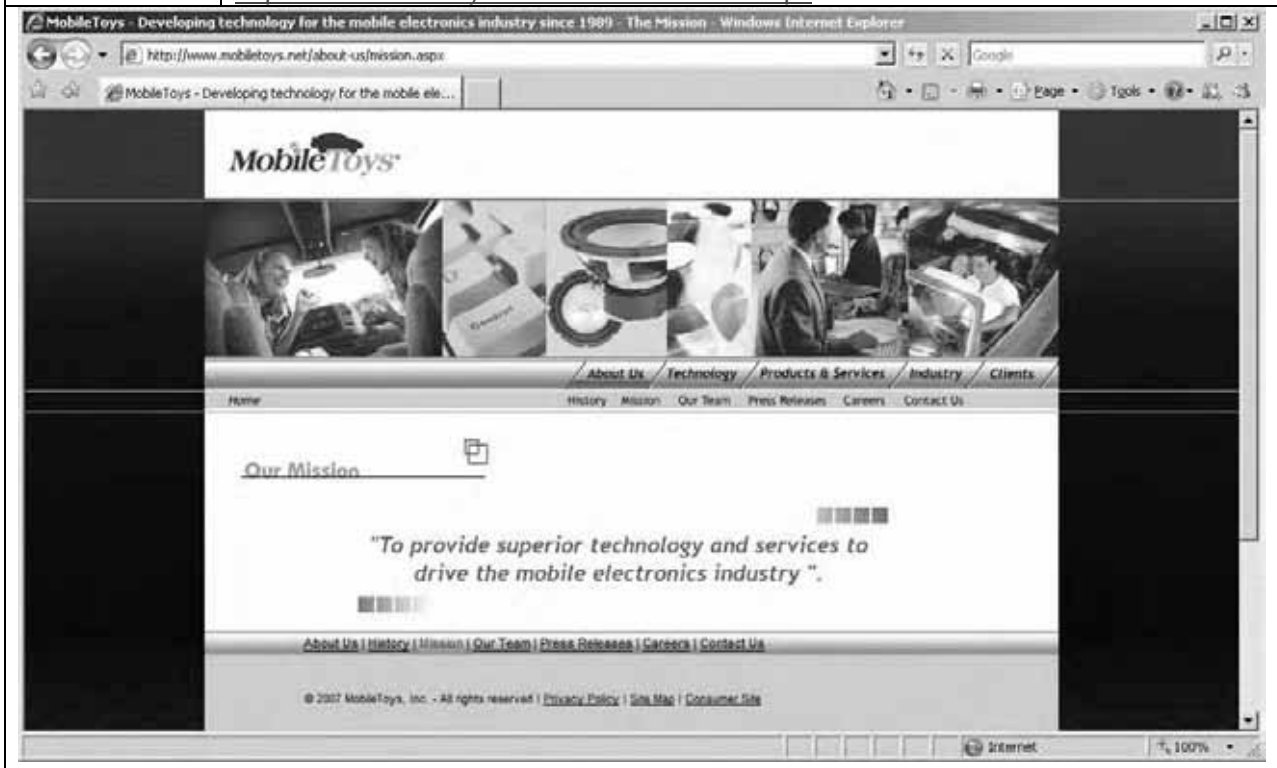 MobileToys - Developing technology for the mobile electronics industry since 1989 - The Mission - Windows Internet Explorer
http://www.mobiletoys.net/about-us/mission.aspx
Google
MobileToys - Developing technology for the mobile ele...
Page
Tools
MobileToys
About Us
Technology
Products & Services
Industry
Clients
Home
History
Mission
Our Team
Press Releases
Careers
Contact Us
Our Mission
"To provide superior technology and services to
drive the mobile electronics industry ".
About Us | History | Mission | Our Team | Press Releases | Careers | Contact Us
© 2007 MobileToys, Inc. - All rights reserved | Privacy Policy | Site Map | Consumer Site
Internet
100%